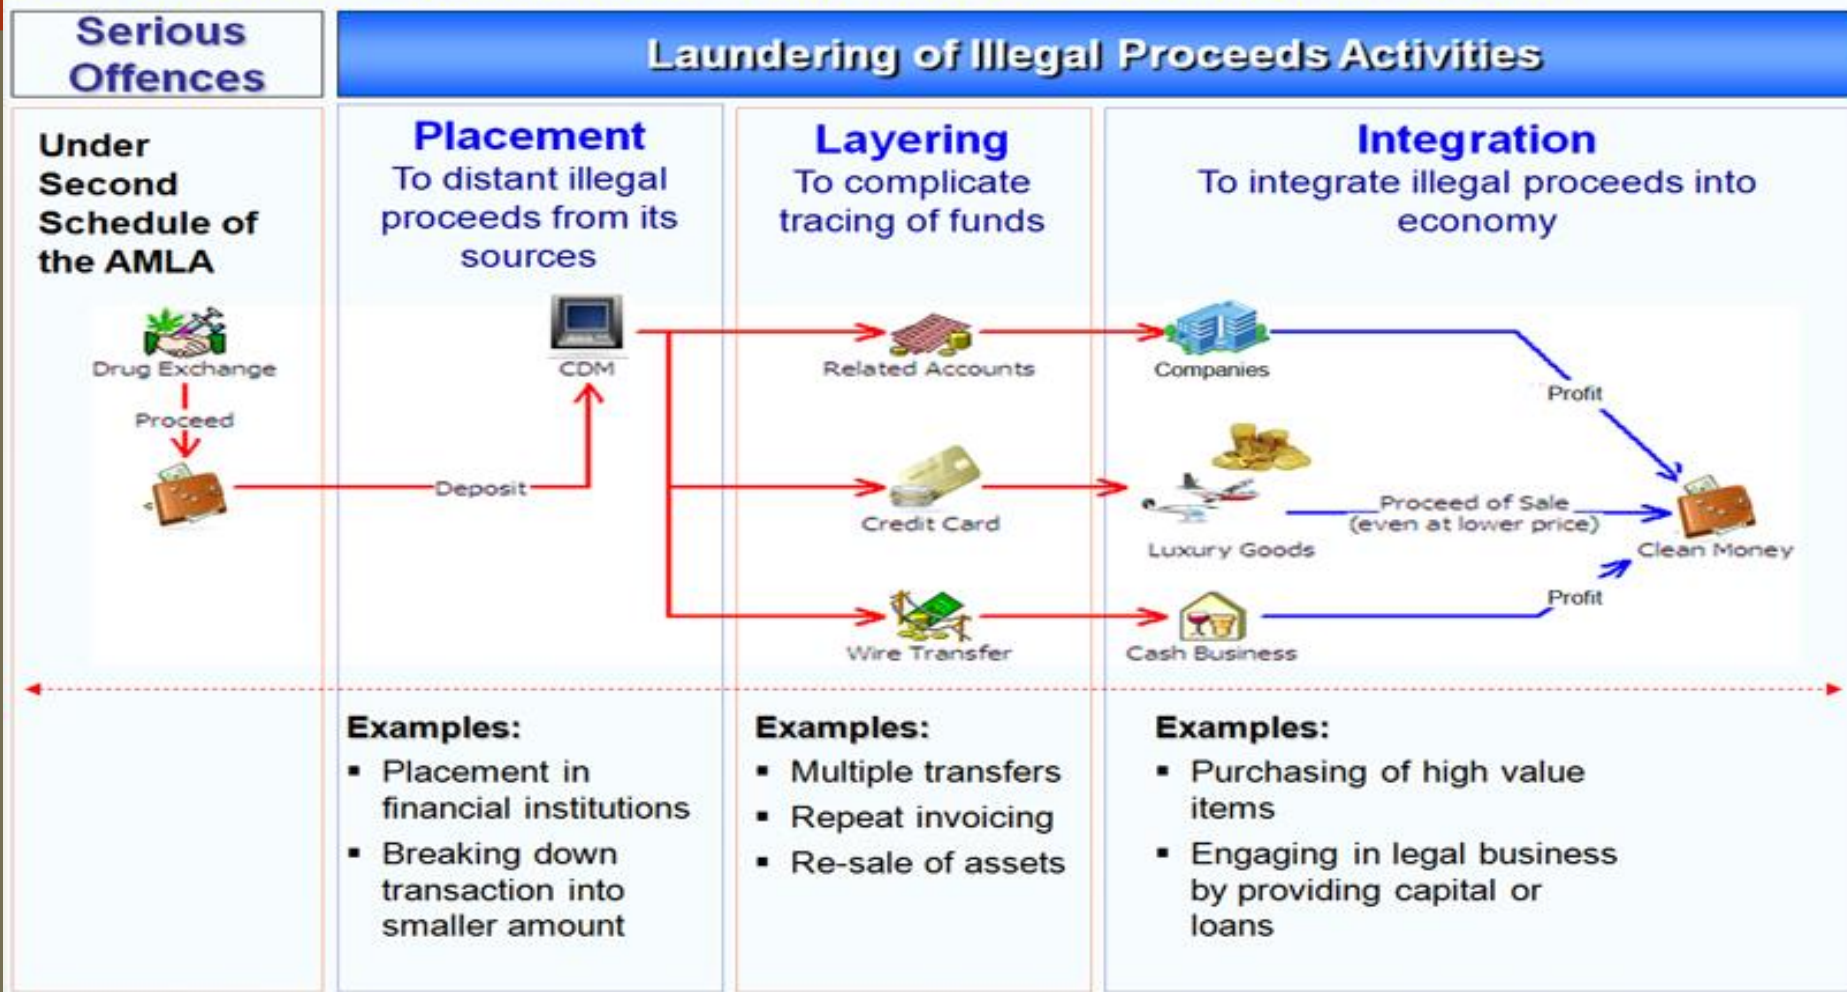 Serious
Offences
Laundering of Illegal Proceeds Activities
Under
Second
Schedule of
the AMLA
Placement
To distant illegal
proceeds from its
sources
Layering
To complicate
tracing of funds
Integration
To integrate illegal proceeds into
economy
Drug Exchange
Proceed
Deposit
CDM
Related Accounts
Credit Card
Wire Transfer
Companies
Luxury Goods
Cash Business
Profit
Proceed of Sale
(even at lower price)
Profit
Clean Money
Examples:
▪ Placement in
financial institutions
▪ Breaking down
transaction into
smaller amount
Examples:
▪ Multiple transfers
▪ Repeat invoicing
▪ Re-sale of assets
Examples:
▪ Purchasing of high value
items
▪ Engaging in legal business
by providing capital or
loans